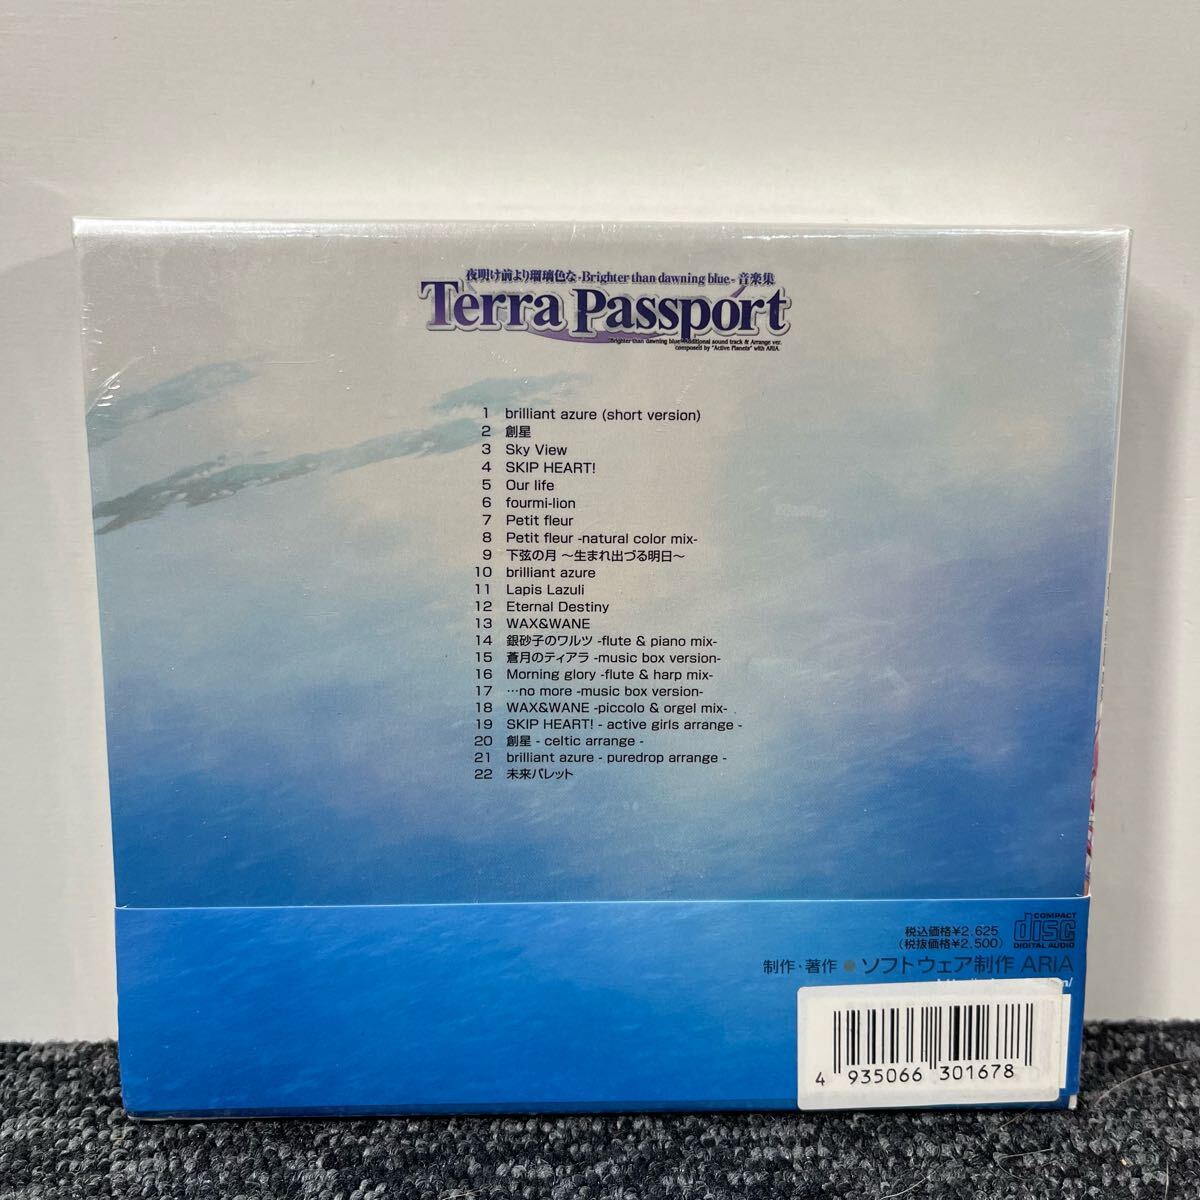 夜明け前より瑠璃色な -Brighter than dawning blue- 音楽集
Terra Passport
"Brighter than dawning blue" Additional sound track & Arrange ver.
composed by "Active Planets" with ARIA.
1 brilliant azure (short version)
2 創星
3 Sky View
4 SKIP HEART!
5 Our life
6 fourmi-lion
7 Petit fleur
8 Petit fleur -natural color mix-
9 下弦の月 ～生まれ出づる明日～
10 brilliant azure
11 Lapis Lazuli
12 Eternal Destiny
13 WAX&WANE
14 銀砂子のワルツ -flute & piano mix-
15 蒼月のティアラ -music box version-
16 Morning glory -flute & harp mix-
17 …no more -music box version-
18 WAX&WANE -piccolo & orgel mix-
19 SKIP HEART! - active girls arrange -
20 創星 - celtic arrange -
21 brilliant azure - puredrop arrange -
22 未来パレット
税込価格¥2,625
(税抜価格¥2,500)
COMPACT
disc
DIGITAL AUDIO
制作・著作 ● ソフトウェア制作 ARIA
4 935066 301678